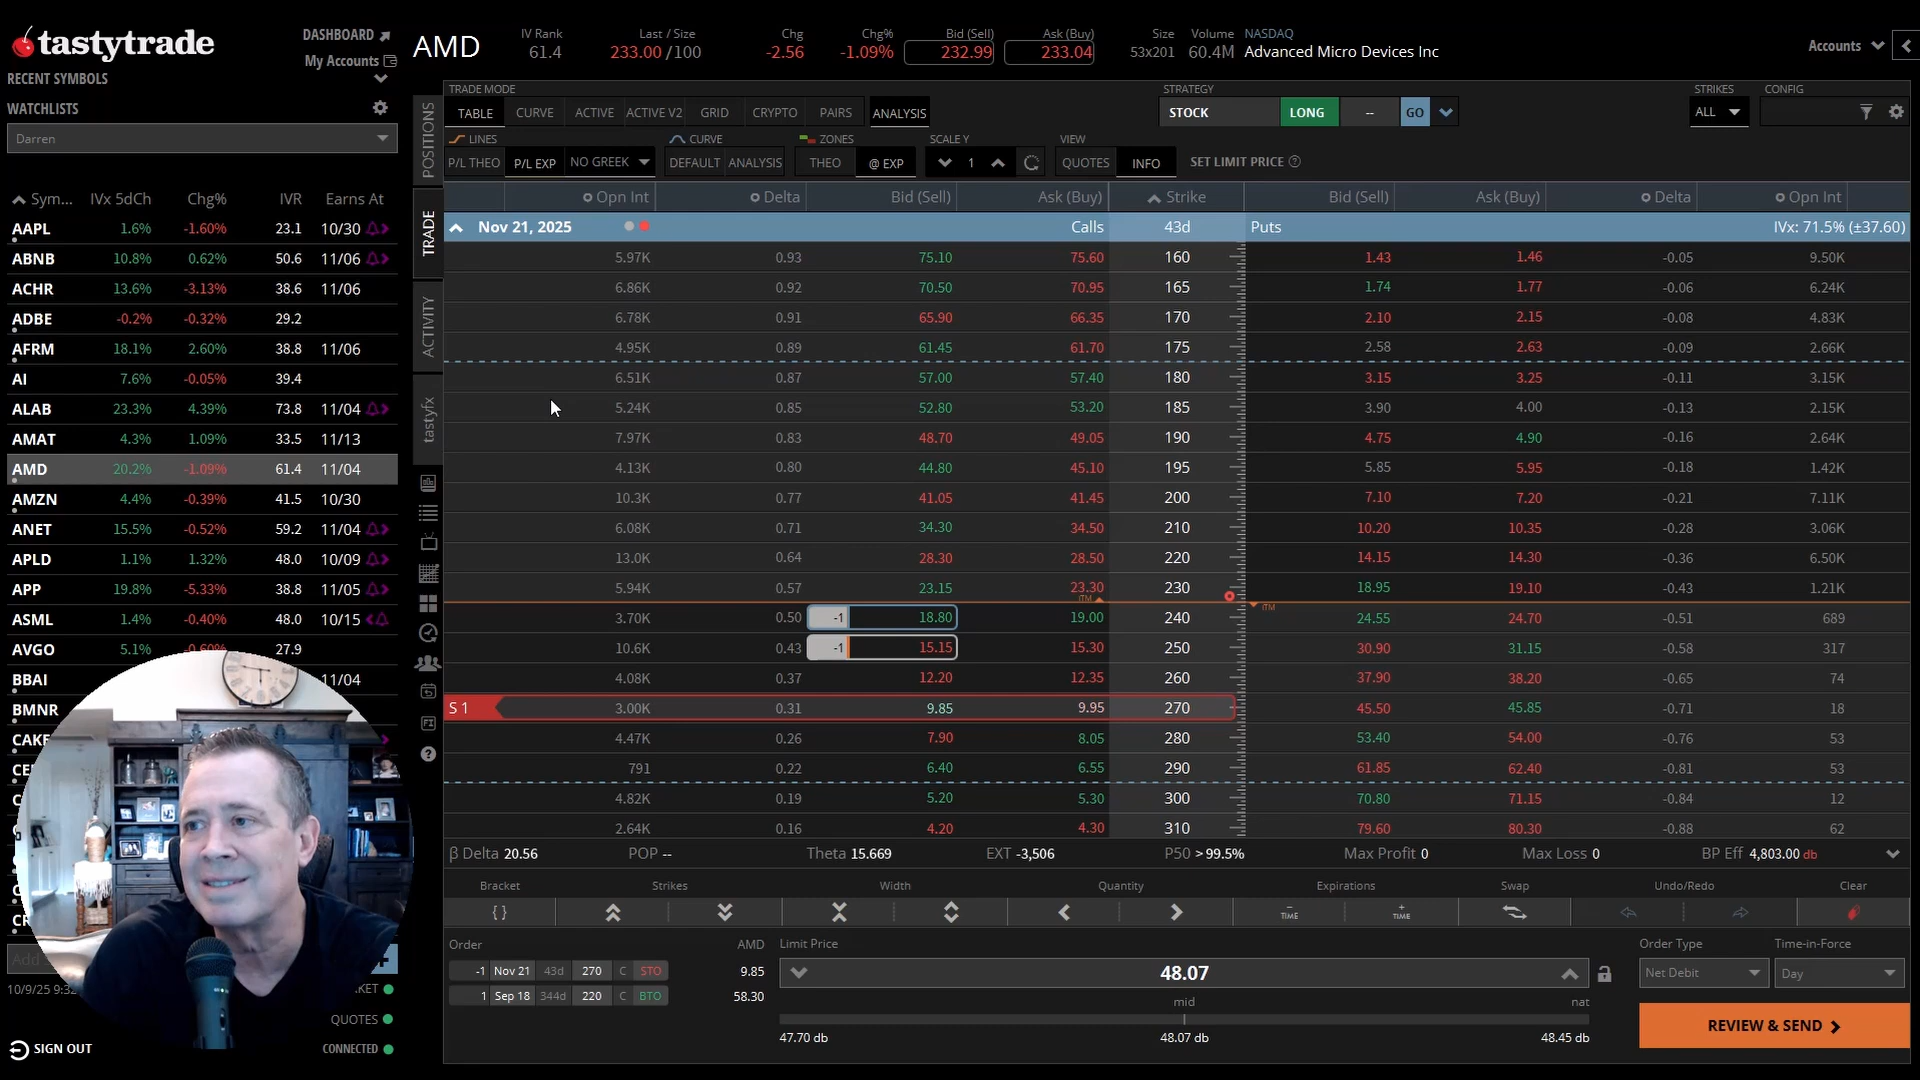 tastytrade
DASHBOARD
My Accounts
RECENT SYMBOLS
WATCHLISTS
Darren
Sym... IVx 5dCh Chg% IVR Earns At
AAPL 1.6% -1.60% 23.1 10/30
ABNB 10.8% 0.62% 50.6 11/06
ACHR 13.6% -3.13% 38.6 11/06
ADBE -0.2% -0.32% 29.2
AFRM 18.1% 2.60% 38.8 11/06
AI 7.6% -0.05% 39.4
ALAB 23.3% 4.39% 73.8 11/04
AMAT 4.3% 1.09% 33.5 11/13
AMD 20.2% -1.09% 61.4 11/04
AMZN 4.4% -0.39% 41.5 10/30
ANET 15.5% -0.52% 59.2 11/04
APLD 1.1% 1.32% 48.0 10/09
APP 19.8% -5.33% 38.8 11/05
ASML 1.4% -0.40% 48.0 10/15
AVGO 5.1% -0.60% 27.9
BBAI 11/04
BMNR
CAKE
10/9/25
QUOTES
SIGN OUT
CONNECTED
AMD
IV Rank 61.4
Last / Size 233.00 /100
Chg -2.56
Chg% -1.09%
Bid (Sell) 232.99
Ask (Buy) 233.04
Size 53x201
Volume 60.4M
NASDAQ
Advanced Micro Devices Inc
Accounts
POSITIONS
TRADE
ACTIVITY
tastyfx
TRADE MODE
TABLE CURVE ACTIVE ACTIVE V2 GRID CRYPTO PAIRS ANALYSIS
STRATEGY
STOCK LONG -- GO
STRIKES
ALL
CONFIG
LINES CURVE ZONES SCALE Y VIEW
P/L THEO P/L EXP NO GREEK DEFAULT ANALYSIS THEO @ EXP 1 QUOTES INFO SET LIMIT PRICE
Opn Int Delta Bid (Sell) Ask (Buy) Strike Bid (Sell) Ask (Buy) Delta Opn Int
Nov 21, 2025 Calls 43d Puts IVx: 71.5% (±37.60)
5.97K 0.93 75.10 75.60 160 1.43 1.46 -0.05 9.50K
6.86K 0.92 70.50 70.95 165 1.74 1.77 -0.06 6.24K
6.78K 0.91 65.90 66.35 170 2.10 2.15 -0.08 4.83K
4.95K 0.89 61.45 61.70 175 2.58 2.63 -0.09 2.66K
6.51K 0.87 57.00 57.40 180 3.15 3.25 -0.11 3.15K
5.24K 0.85 52.80 53.20 185 3.90 4.00 -0.13 2.15K
7.97K 0.83 48.70 49.05 190 4.75 4.90 -0.16 2.64K
4.13K 0.80 44.80 45.10 195 5.85 5.95 -0.18 1.42K
10.3K 0.77 41.05 41.45 200 7.10 7.20 -0.21 7.11K
6.08K 0.71 34.30 34.50 210 10.20 10.35 -0.28 3.06K
13.0K 0.64 28.30 28.50 220 14.15 14.30 -0.36 6.50K
5.94K 0.57 23.15 23.30 230 18.95 19.10 -0.43 1.21K
ITM ITM
3.70K 0.50 -1 18.80 19.00 240 24.55 24.70 -0.51 689
10.6K 0.43 -1 15.15 15.30 250 30.90 31.15 -0.58 317
4.08K 0.37 12.20 12.35 260 37.90 38.20 -0.65 74
S 1 3.00K 0.31 9.85 9.95 270 45.50 45.85 -0.71 18
4.47K 0.26 7.90 8.05 280 53.40 54.00 -0.76 53
791 0.22 6.40 6.55 290 61.85 62.40 -0.81 53
4.82K 0.19 5.20 5.30 300 70.80 71.15 -0.84 12
2.64K 0.16 4.20 4.30 310 79.60 80.30 -0.88 62
β Delta 20.56 POP -- Theta 15.669 EXT -3,506 P50 > 99.5% Max Profit 0 Max Loss 0 BP Eff 4,803.00 db
Bracket Strikes Width Quantity Expirations Swap Undo/Redo Clear
{ } − TIME + TIME
Order AMD Limit Price Order Type Time-in-Force
-1 Nov 21 43d 270 C STO 9.85
1 Sep 18 344d 220 C BTO 58.30
48.07
Net Debit Day
mid nat
47.70 db 48.07 db 48.45 db
REVIEW & SEND